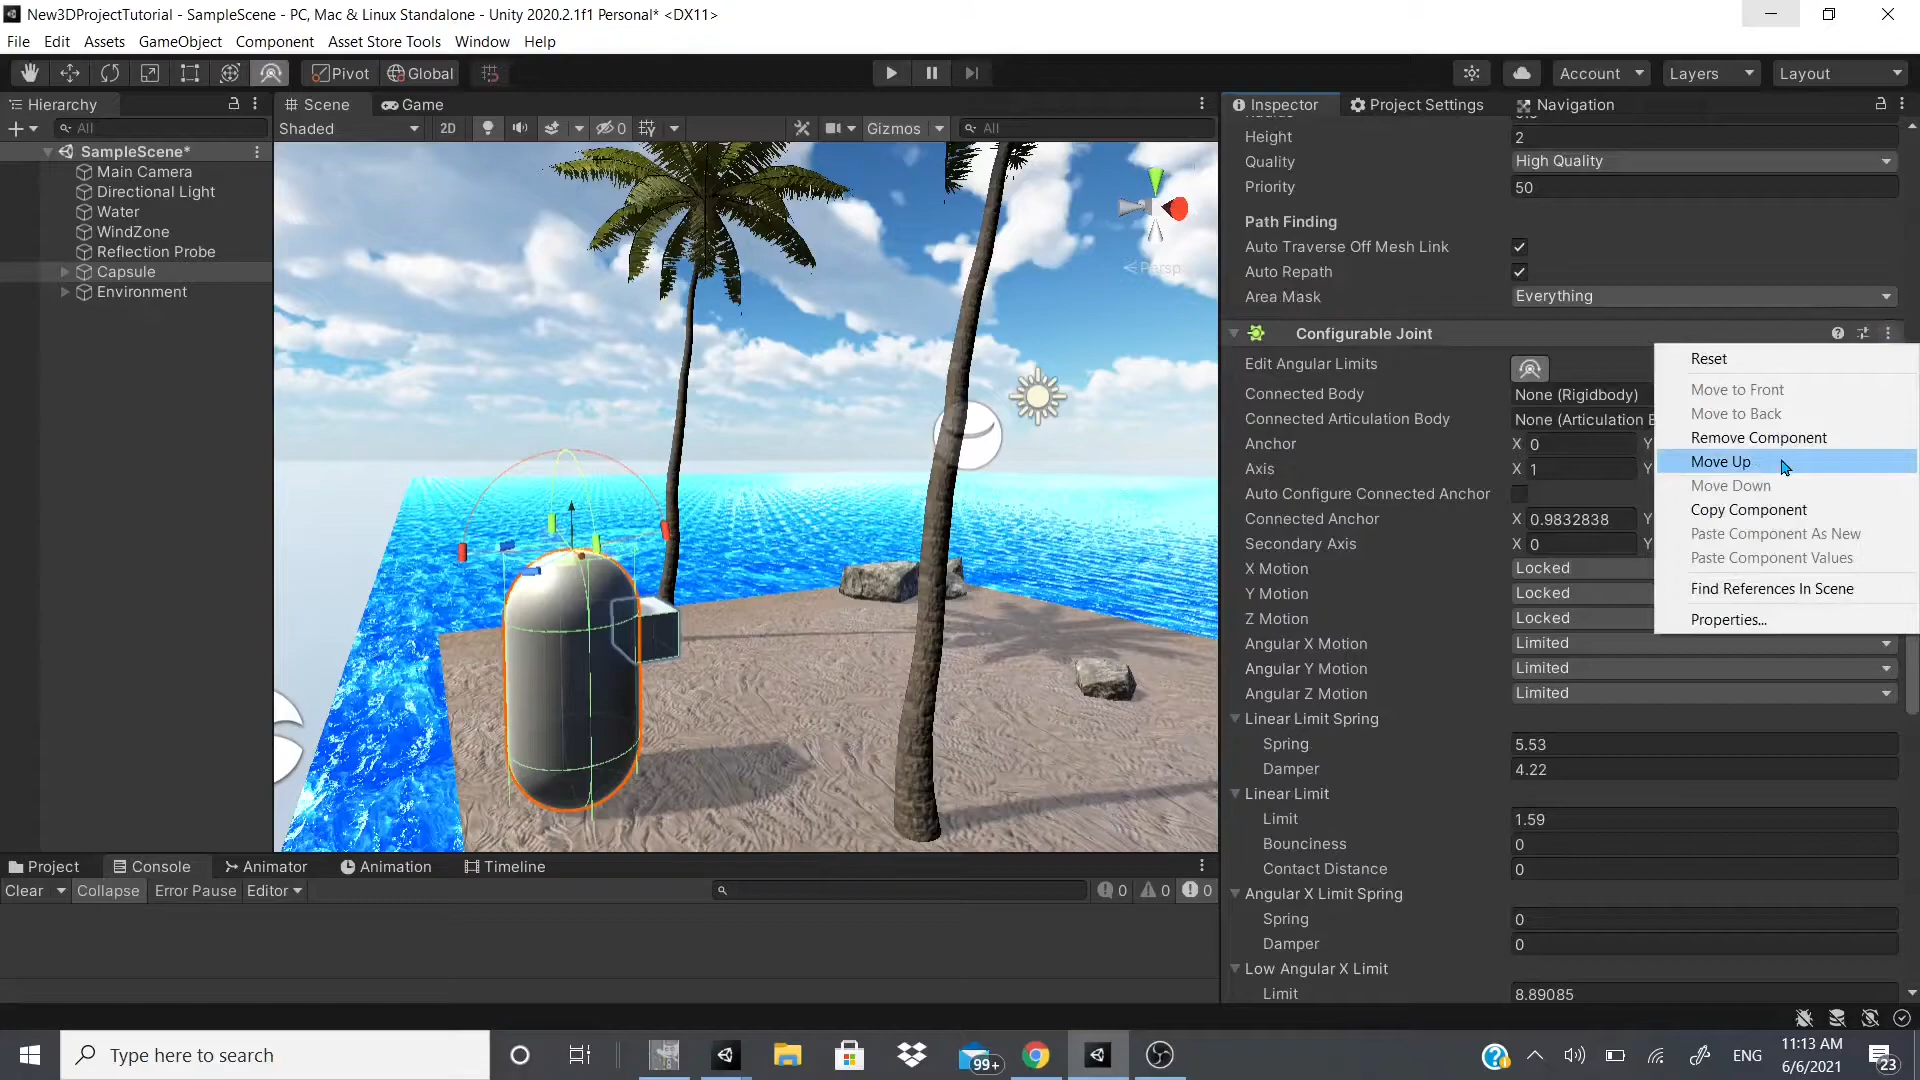 New3DProjectTutorial - SampleScene - PC, Mac & Linux Standalone - Unity 2020.2.1f1 Personal* <DX11>
File Edit Assets GameObject Component Asset Store Tools Window Help
Pivot Global Account Layers Layout
Hierarchy
All
SampleScene*
Main Camera
Directional Light
Water
WindZone
Reflection Probe
Capsule
Environment
Scene Game
Shaded 2D 0 Gizmos All
Persp
Inspector Project Settings Navigation
Height 2
Quality High Quality
Priority 50
Path Finding
Auto Traverse Off Mesh Link
Auto Repath
Area Mask Everything
Configurable Joint
Edit Angular Limits
Connected Body None (Rigidbody)
Connected Articulation Body None (Articulation B
Anchor X 0 Y
Axis X 1 Y
Auto Configure Connected Anchor
Connected Anchor X 0.9832838 Y
Secondary Axis X 0 Y
X Motion Locked
Y Motion Locked
Z Motion Locked
Angular X Motion Limited
Angular Y Motion Limited
Angular Z Motion Limited
Linear Limit Spring
Spring 5.53
Damper 4.22
Linear Limit
Limit 1.59
Bounciness 0
Contact Distance 0
Angular X Limit Spring
Spring 0
Damper 0
Low Angular X Limit
Limit 8.89085
Reset
Move to Front
Move to Back
Remove Component
Move Up
Move Down
Copy Component
Paste Component As New
Paste Component Values
Find References In Scene
Properties...
Project Console Animator Animation Timeline
Clear Collapse Error Pause Editor 0 0 0
Type here to search
99+
ENG
11:13 AM
6/6/2021
23